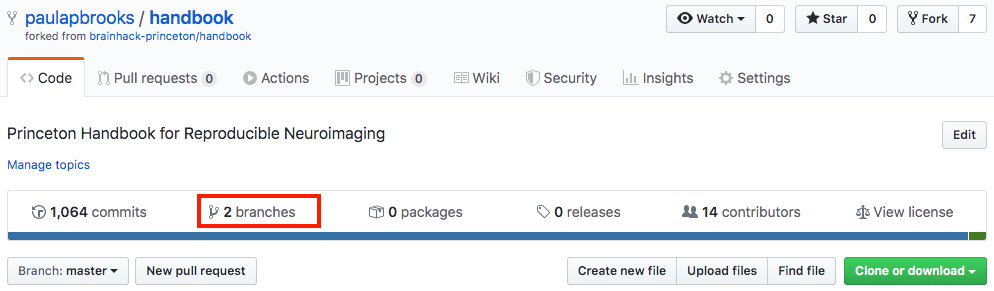 paulapbrooks / handbook Watch 0 Star 0 Fork 7
forked from brainhack-princeton/handbook
Code Pull requests 0 Actions Projects 0 Wiki Security Insights Settings
Princeton Handbook for Reproducible Neuroimaging Edit
Manage topics
1,064 commits 2 branches 0 packages 0 releases 14 contributors View license
Branch: master New pull request Create new file Upload files Find file Clone or download